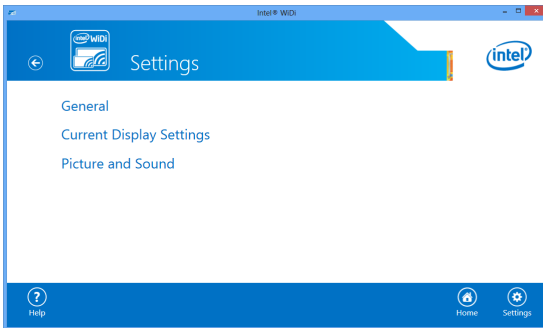 Intel® WiDi
intel WiDi
Settings
intel
General
Current Display Settings
Picture and Sound
?
Help
Home
Settings